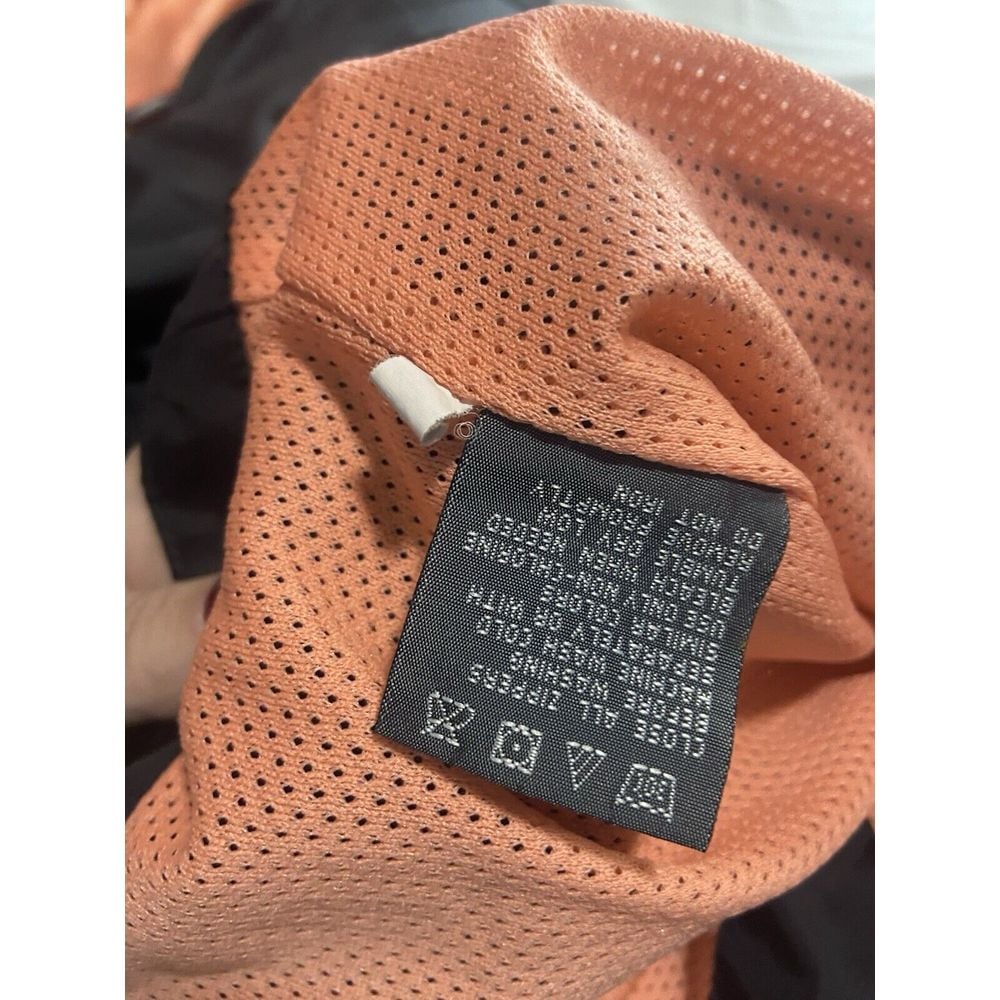 CLOSE ALL ZIPPERS
BEFORE WASHING
MACHINE WASH COLD
SEPARATELY OR WITH
SIMILAR COLORS
USE ONLY NON-CHLORINE
BLEACH WHEN NEEDED
TUMBLE DRY LOW
REMOVE PROMPTLY
DO NOT IRON